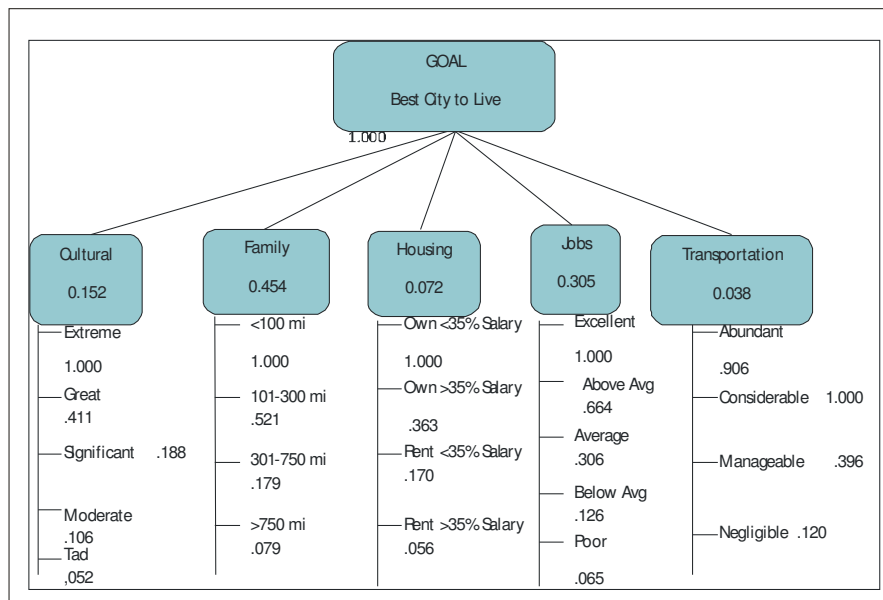 GOAL
Best City to Live
1.000
Cultural
0.152
Extreme
1.000
Great
.411
Significant .188
Moderate
.106
Tad
,052
Family
0.454
<100 mi
1.000
101-300 mi
.521
301-750 mi
.179
>750 mi
.079
Housing
0.072
Own <35% Salary
1.000
Own >35% Salary
.363
Rent <35% Salary
.170
Rent >35% Salary
.056
Jobs
0.305
Excellent
1.000
Above Avg
.664
Average
.306
Below Avg
.126
Poor
.065
Transportation
0.038
Abundant
.906
Considerable 1.000
Manageable .396
Negligible .120